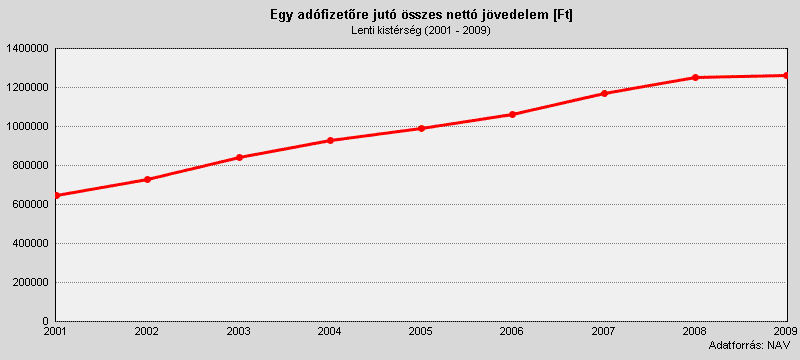 Egy adófizetőre jutó összes nettó jövedelem [Ft]
Lenti kistérség (2001 - 2009)
1400000
1200000
1000000
800000
600000
400000
200000
0
2001 2002 2003 2004 2005 2006 2007 2008 2009
Adatforrás: NAV